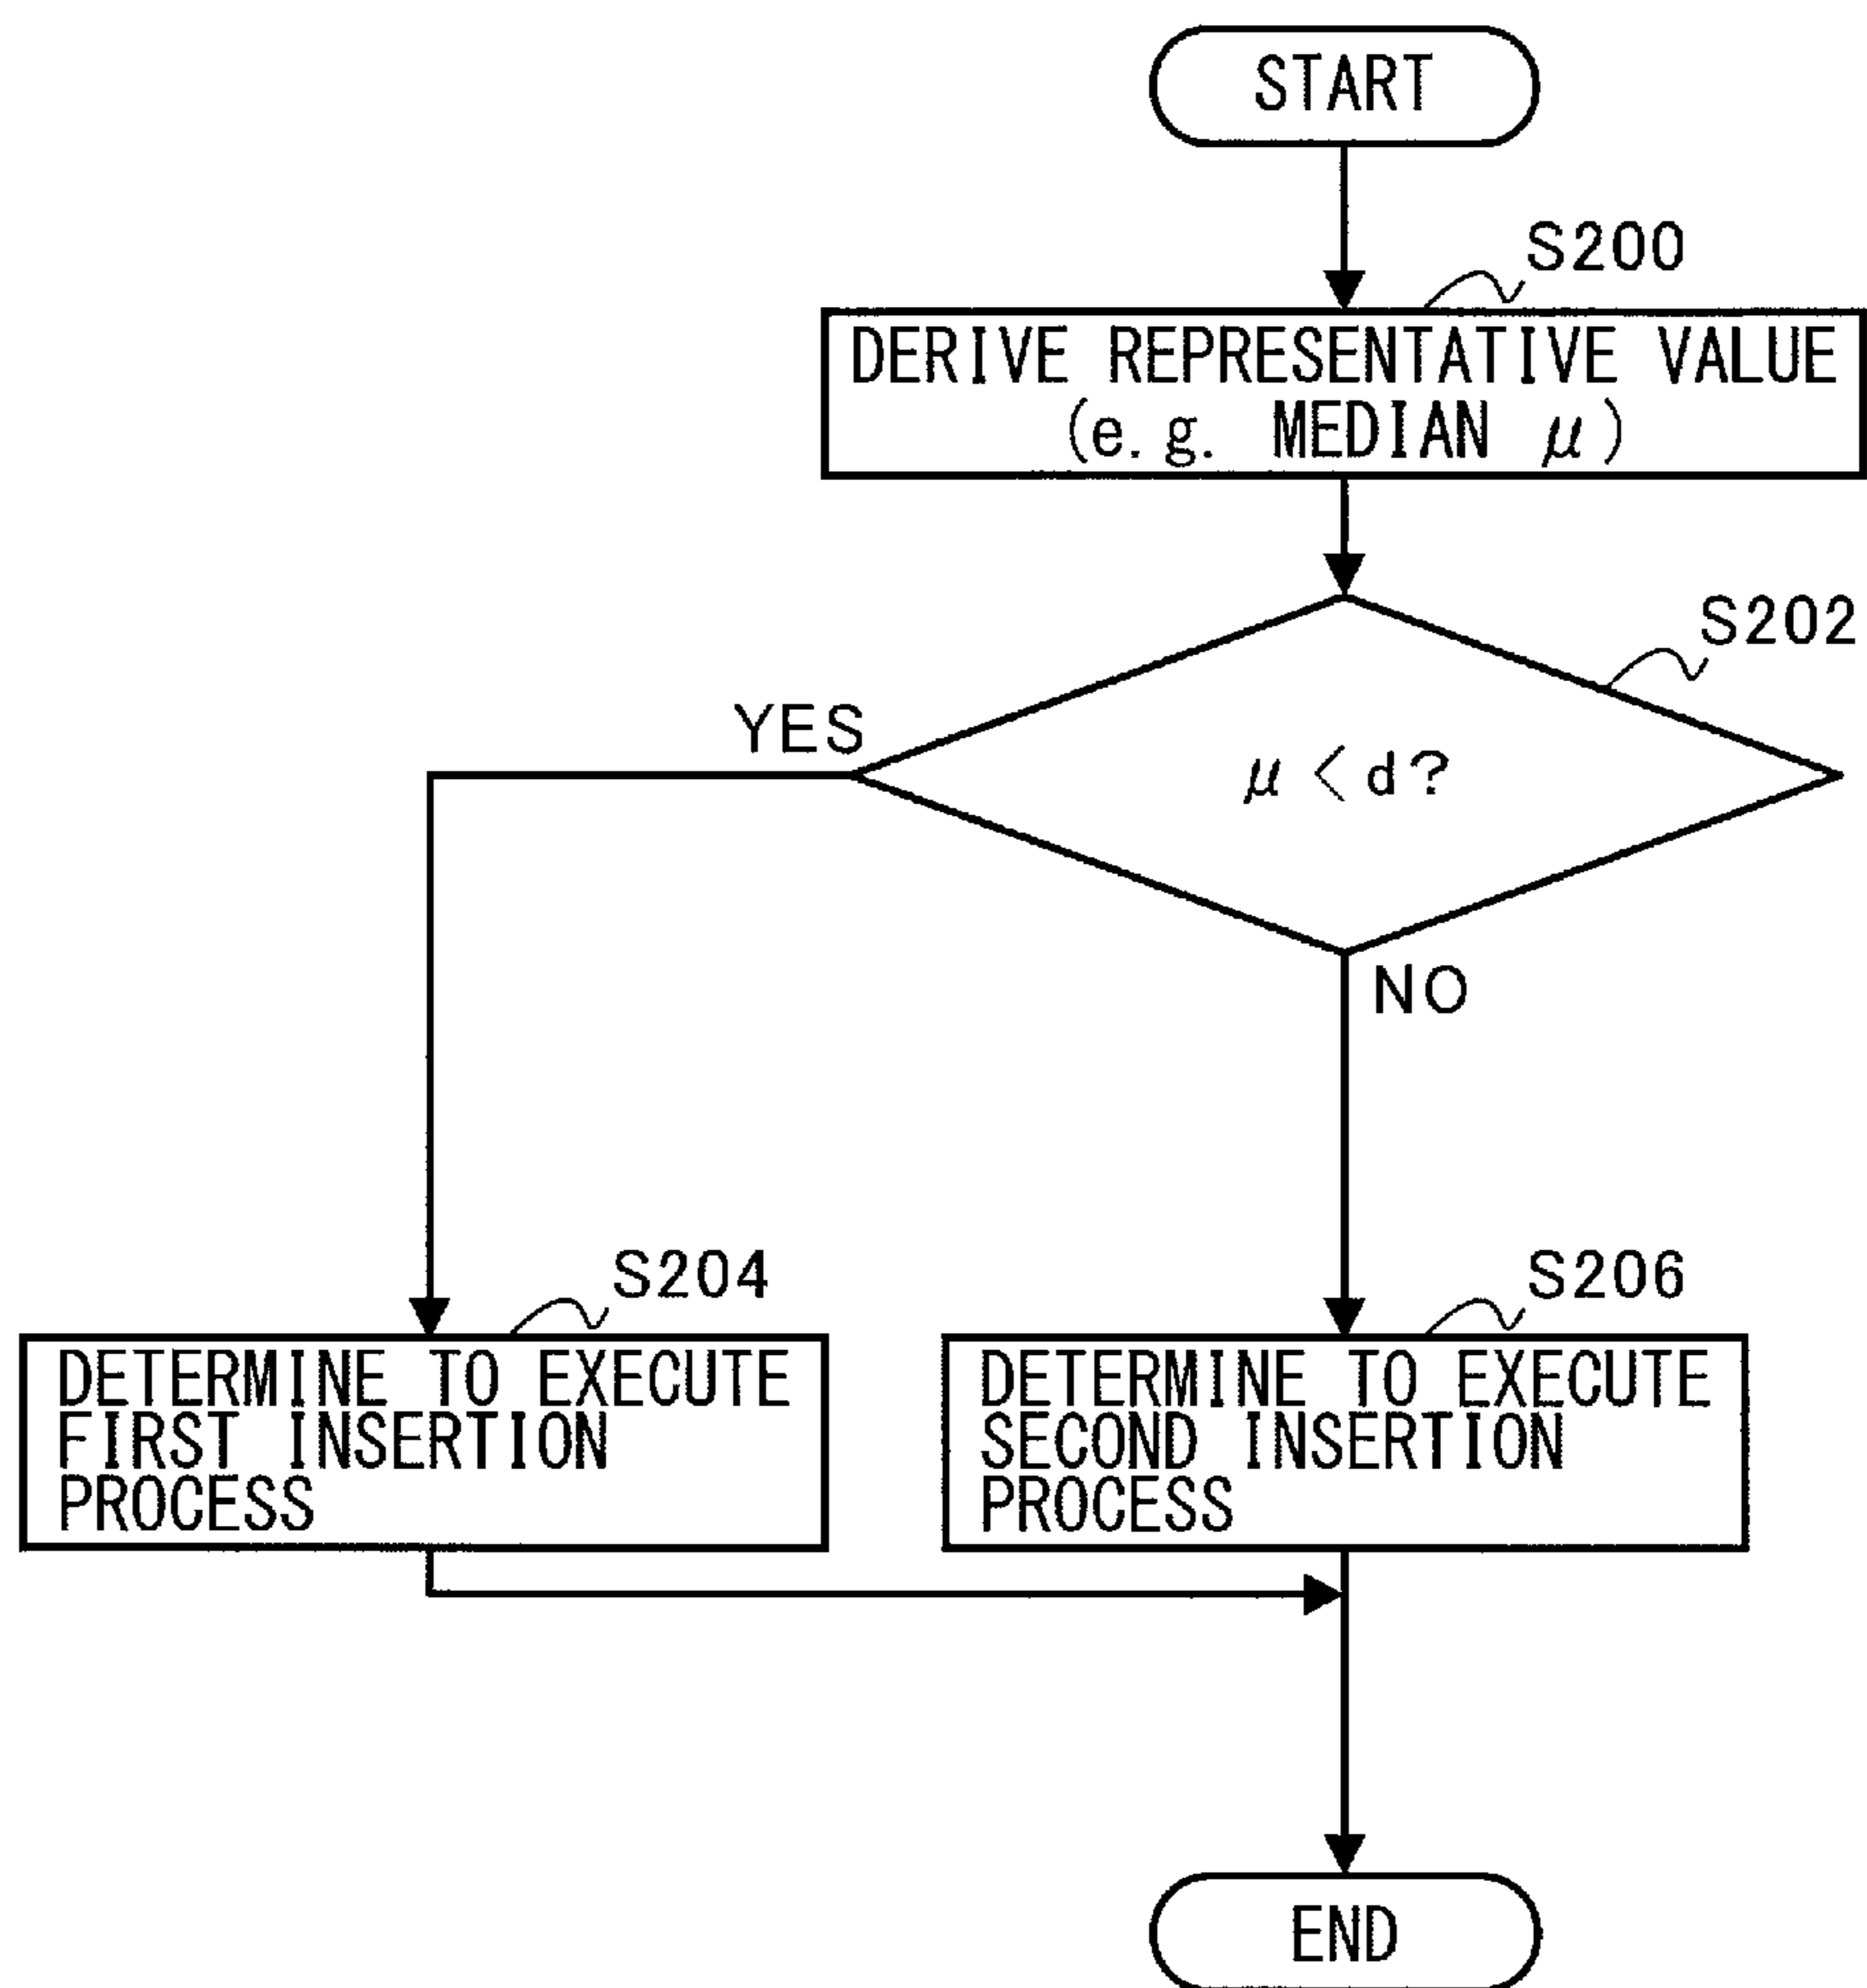 START
S200
DERIVE REPRESENTATIVE VALUE
(e.g. MEDIAN μ)
S202
YES
μ<d?
NO
S204
DETERMINE TO EXECUTE
FIRST INSERTION
PROCESS
S206
DETERMINE TO EXECUTE
SECOND INSERTION
PROCESS
END